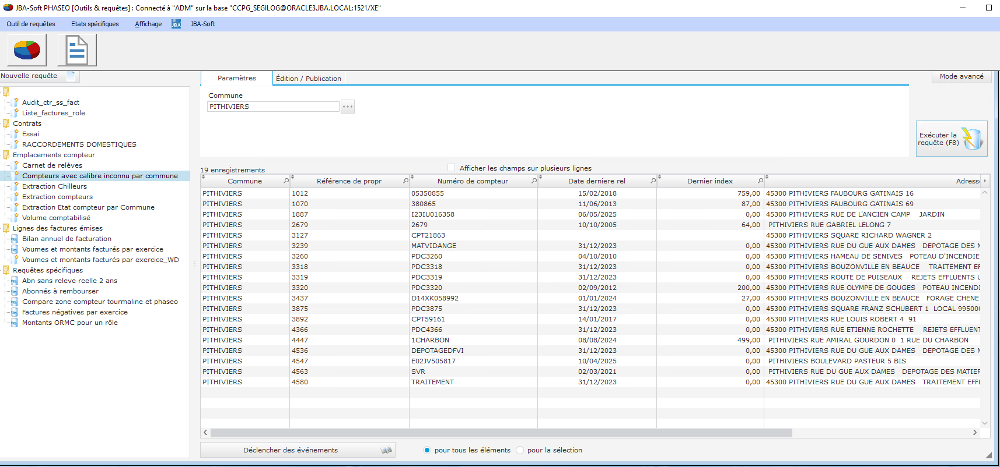 JBA-Soft PHASEO [Outils & requêtes] : Connecté à "ADM" sur la base "CCPG_SEGILOG@ORACLE3.JBA.LOCAL:1521/XE"
Outil de requêtes Etats spécifiques Affichage JBA JBA-Soft
Nouvelle requête
Audit_ctr_ss_fact
Liste_factures_role
Contrats
Essai
RACCORDEMENTS DOMESTIQUES
Emplacements compteur
Carnet de relèves
Compteurs avec calibre inconnu par commune
Extraction Chilleurs
Extraction compteurs
Extraction Etat compteur par Commune
Volume comptabilisé
Lignes des factures émises
Bilan annuel de facturation
Voumes et montants facturés par exercice
Voumes et montants facturés par exercice_WD
Requêtes spécifiques
Abn sans releve reelle 2 ans
Abonnés à rembourser
Compare zone compteur tourmaline et phaseo
Factures négatives par exercice
Montants ORMC pour un rôle
Paramètres Édition / Publication
Mode avancé
Commune
PITHIVIERS
Exécuter la
requête (F8)
19 enregistrements Afficher les champs sur plusieurs lignes
Commune Référence de propr Numéro de compteur Date derniere rel Dernier index Adresse
PITHIVIERS 1012 05350855 15/02/2018 759,00 45300 PITHIVIERS FAUBOURG GATINAIS 16
PITHIVIERS 1070 380865 11/06/2013 87,00 45300 PITHIVIERS FAUBOURG GATINAIS 69
PITHIVIERS 1887 I23IU016358 06/05/2025 0,00 45300 PITHIVIERS RUE DE L'ANCIEN CAMP JARDIN
PITHIVIERS 2679 2679 10/10/2005 64,00 PITHIVIERS RUE GABRIEL LELONG 7
PITHIVIERS 3127 CPT21863 45300 PITHIVIERS SQUARE RICHARD WAGNER 2
PITHIVIERS 3239 MATVIDANGE 31/12/2023 0,00 45300 PITHIVIERS RUE DU GUE AUX DAMES DEPOTAGE DES M
PITHIVIERS 3260 PDC3260 04/10/2010 0,00 45300 PITHIVIERS HAMEAU DE SENIVES POTEAU D'INCENDIE
PITHIVIERS 3318 PDC3318 31/12/2023 0,00 45300 PITHIVIERS BOUZONVILLE EN BEAUCE TRAITEMENT EF
PITHIVIERS 3319 PDC3319 31/12/2023 0,00 45300 PITHIVIERS ROUTE DE PUISEAUX REJETS EFFLUENTS U
PITHIVIERS 3320 PDC3320 02/09/2012 200,00 45300 PITHIVIERS RUE OLYMPE DE GOUGES POTEAU INCENDI
PITHIVIERS 3437 D14XK058992 01/01/2024 27,00 45300 PITHIVIERS BOUZONVILLE EN BEAUCE FORAGE CHENE
PITHIVIERS 3875 PDC3875 31/12/2023 0,00 45300 PITHIVIERS SQUARE FRANZ SCHUBERT 1 LOCAL 995000
PITHIVIERS 3892 CPT59161 14/01/2017 0,00 45300 PITHIVIERS RUE LOUIS ROBERT 4 91
PITHIVIERS 4366 PDC4366 31/12/2023 0,00 45300 PITHIVIERS RUE ETIENNE ROCHETTE REJETS EFFLUENT
PITHIVIERS 4447 1CHARBON 08/08/2024 499,00 PITHIVIERS RUE AMIRAL GOURDON 0 1 RUE DU CHARBON
PITHIVIERS 4536 DEPOTAGEDFVI 31/12/2023 0,00 45300 PITHIVIERS RUE DU GUE AUX DAMES DEPOTAGE DES M
PITHIVIERS 4547 E02JV505817 10/04/2025 0,00 PITHIVIERS BOULEVARD PASTEUR 5 BIS
PITHIVIERS 4563 SVR 02/03/2021 0,00 PITHIVIERS RUE DU GUE AUX DAMES DEPOTAGE DES MATIER
PITHIVIERS 4580 TRAITEMENT 31/12/2023 0,00 45300 PITHIVIERS RUE DU GUE AUX DAMES TRAITEMENT EFFL
Déclencher des événements pour tous les éléments pour la sélection